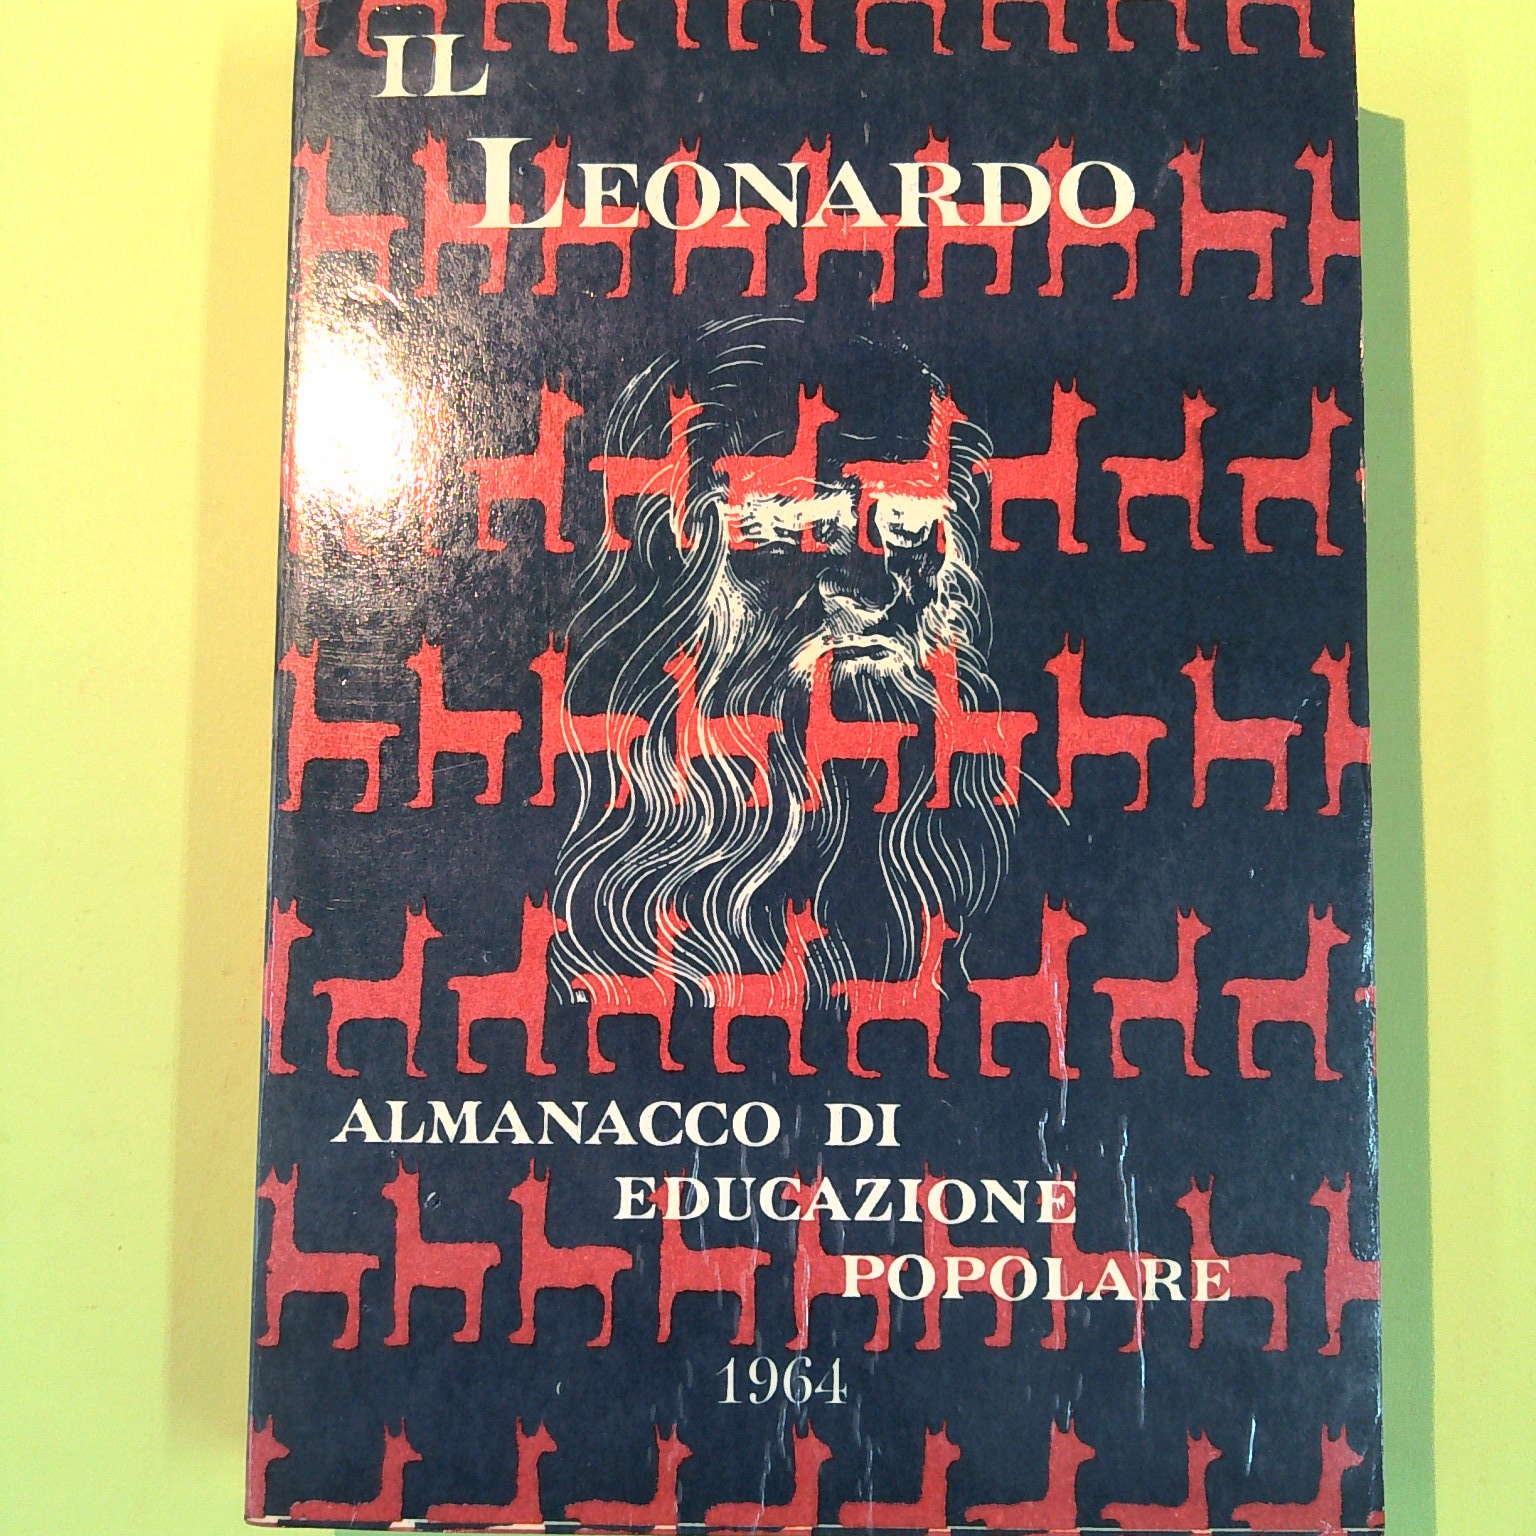 IL
LEONARDO
ALMANACCO DI
EDUCAZIONE
POPOLARE
1964